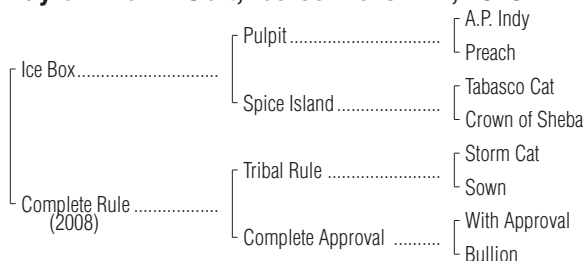 A.P. Indy
Pulpit
Preach
Ice Box
Tabasco Cat
Spice Island
Crown of Sheba
Storm Cat
Tribal Rule
Sown
Complete Rule
(2008)
With Approval
Complete Approval
Bullion